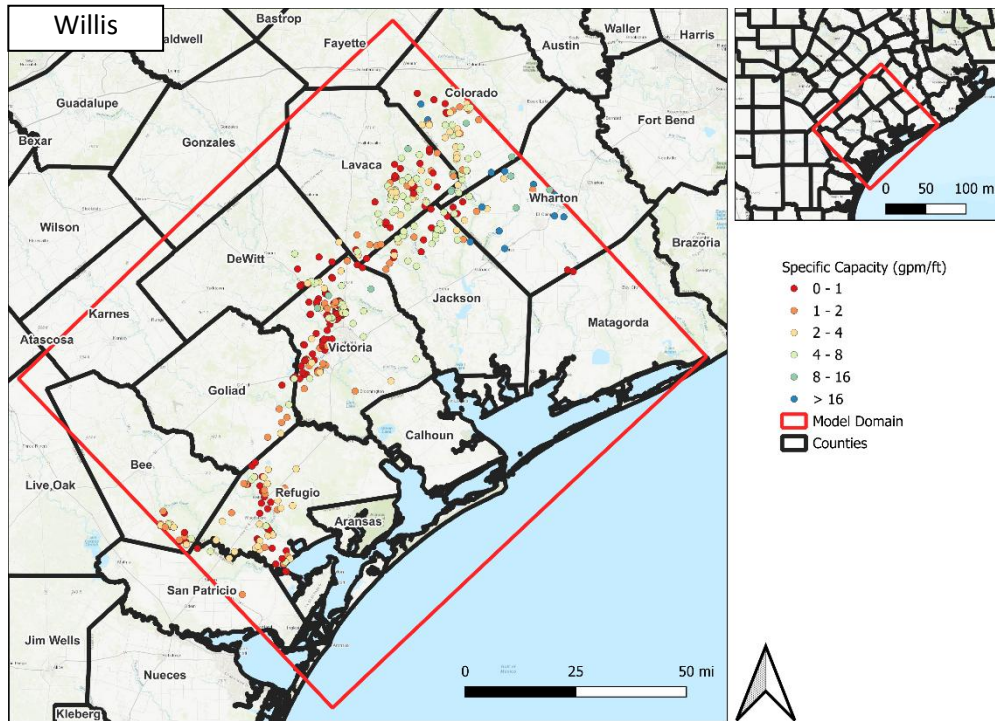 Willis
Bastrop
Caldwell
Fayette
Austin
Waller
Harris
Guadalupe
Colorado
Fort Bend
Bexar
Gonzales
Lavaca
Wharton
Wilson
Brazoria
DeWitt
Jackson
Karnes
Matagorda
Atascosa
Victoria
Goliad
Calhoun
Bee
Live Oak
Refugio
Aransas
San Patricio
Jim Wells
Nueces
Kleberg
0 25 50 mi
0 50 100 m
Specific Capacity (gpm/ft)
0 - 1
1 - 2
2 - 4
4 - 8
8 - 16
> 16
Model Domain
Counties